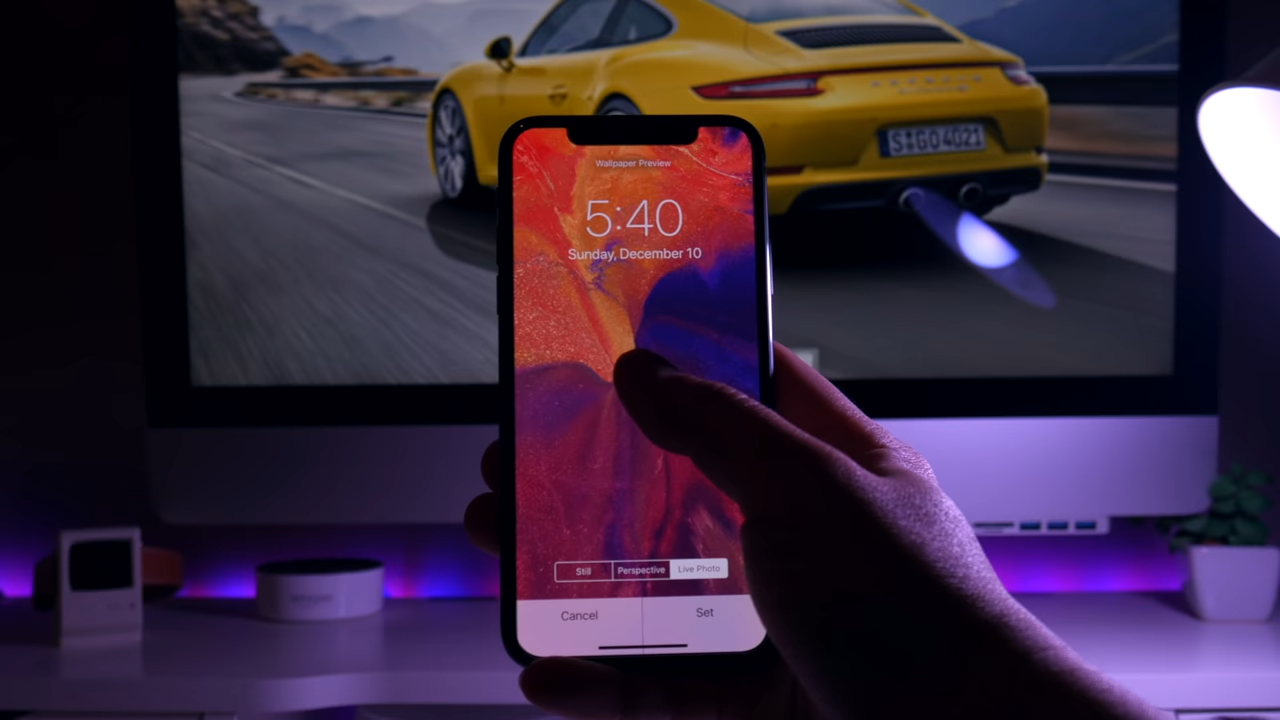 S:GO 4021
Wallpaper Preview
5:40
Sunday, December 10
Still
Perspective
Live Photo
Cancel
Set